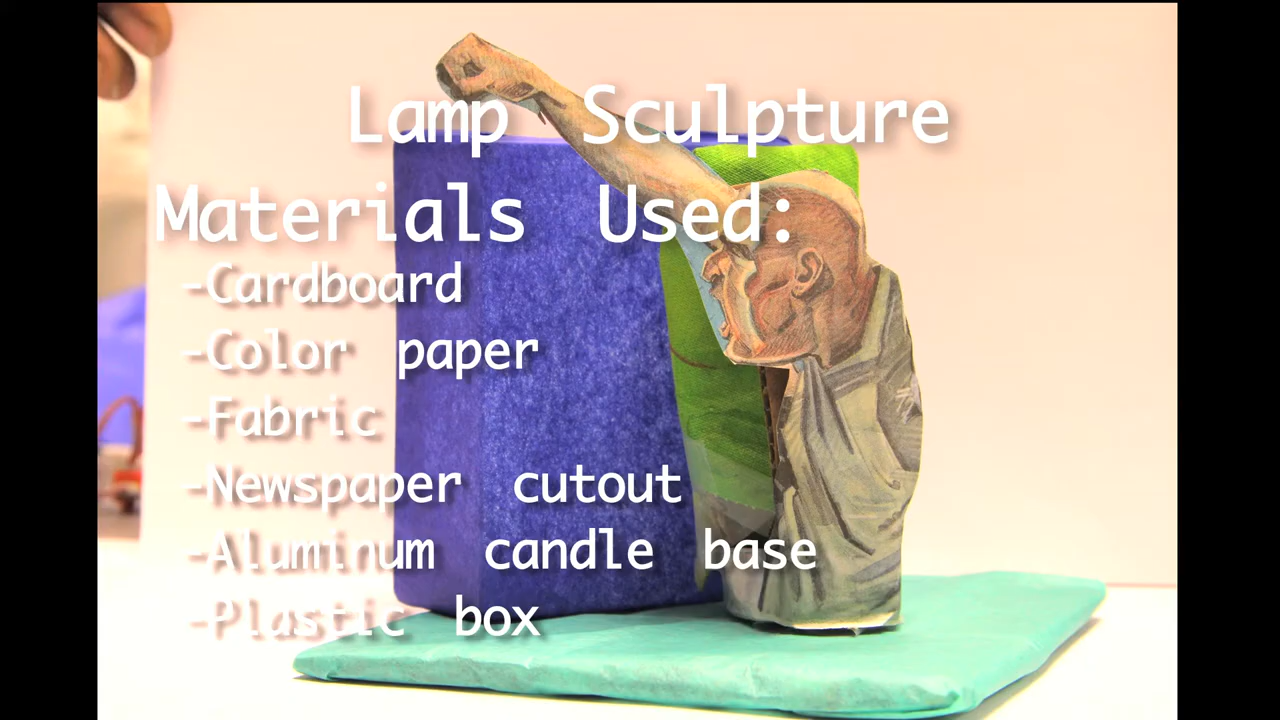 Lamp Sculpture
Materials Used:
-Cardboard
-Color paper
-Fabric
-Newspaper cutout
-Aluminum candle base
-Plastic box